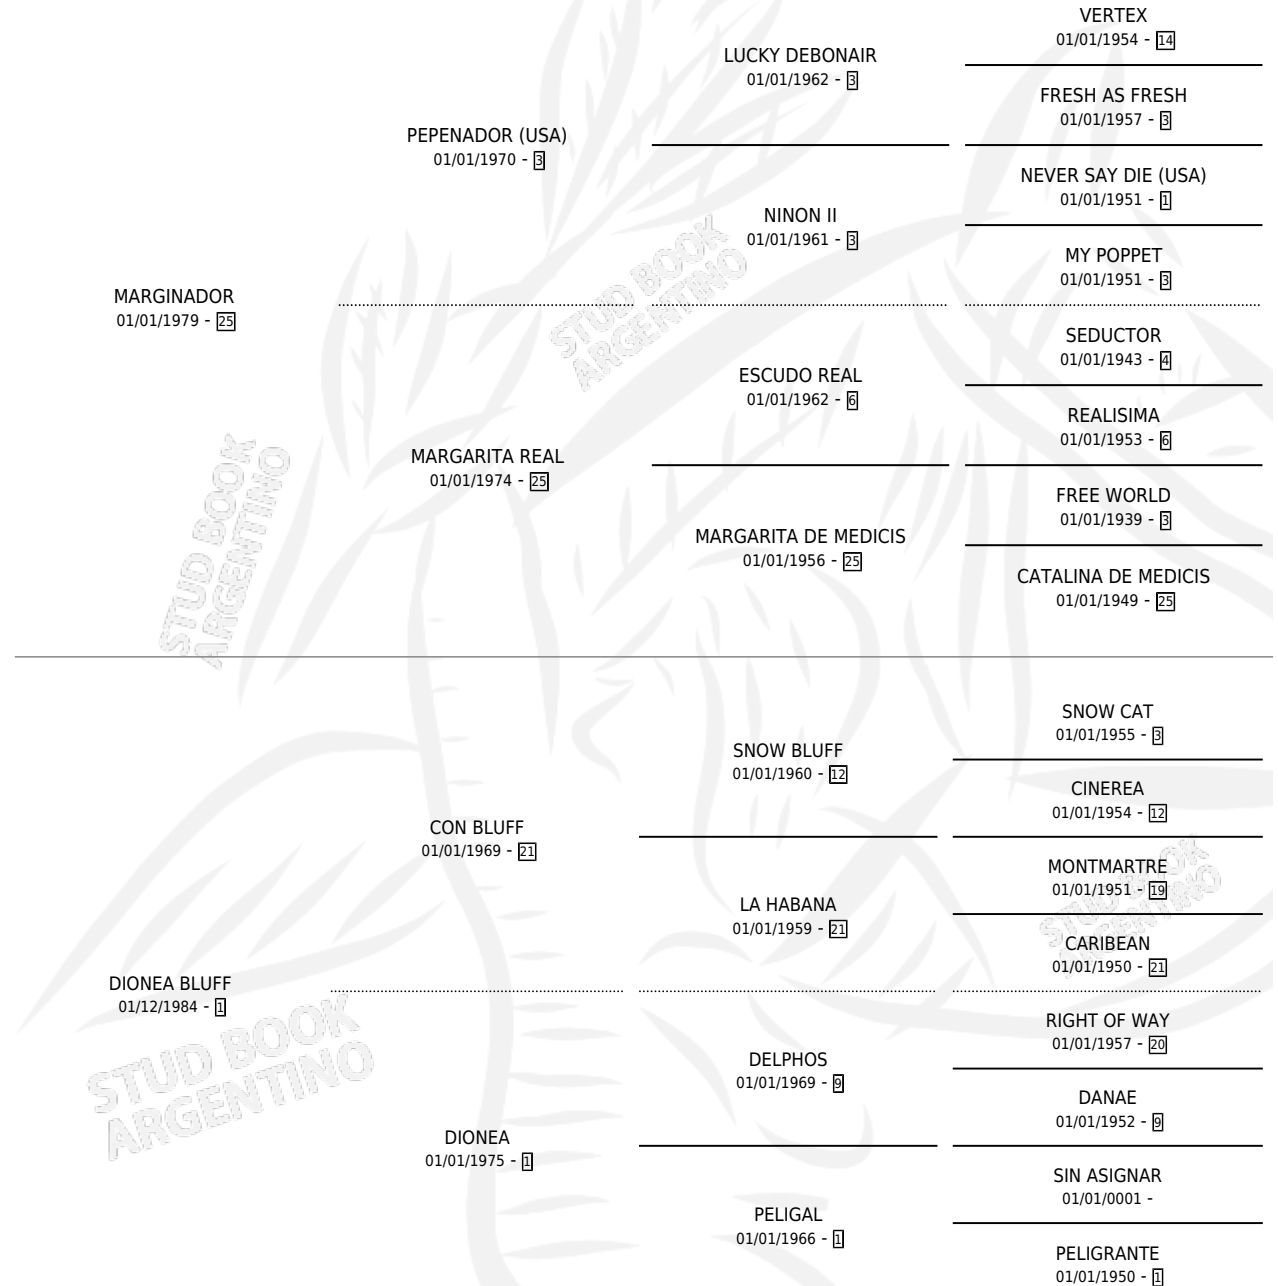 VERTEX
01/01/1954 - 14
LUCKY DEBONAIR
01/01/1962 - 3
FRESH AS FRESH
01/01/1957 - 3
PEPENADOR (USA)
01/01/1970 - 3
NEVER SAY DIE (USA)
01/01/1951 - 1
NINON II
01/01/1961 - 3
MY POPPET
01/01/1951 - 3
MARGINADOR
01/01/1979 - 25
SEDUCTOR
01/01/1943 - 4
ESCUDO REAL
01/01/1962 - 6
REALISIMA
01/01/1953 - 6
MARGARITA REAL
01/01/1974 - 25
FREE WORLD
01/01/1939 - 3
MARGARITA DE MEDICIS
01/01/1956 - 25
CATALINA DE MEDICIS
01/01/1949 - 25
STUD BOOK
ARGENTINO
STUD BOOK
ARGENTINO
SNOW CAT
01/01/1955 - 3
SNOW BLUFF
01/01/1960 - 12
CINEREA
01/01/1954 - 12
CON BLUFF
01/01/1969 - 21
MONTMARTRE
01/01/1951 - 19
LA HABANA
01/01/1959 - 21
CARIBEAN
01/01/1950 - 21
STUD BOOK
ARGENTINO
DIONEA BLUFF
01/12/1984 - 1
RIGHT OF WAY
01/01/1957 - 20
DELPHOS
01/01/1969 - 9
DANAE
01/01/1952 - 9
STUD BOOK
ARGENTINO
DIONEA
01/01/1975 - 1
SIN ASIGNAR
01/01/0001 -
PELIGAL
01/01/1966 - 1
PELIGRANTE
01/01/1950 - 1